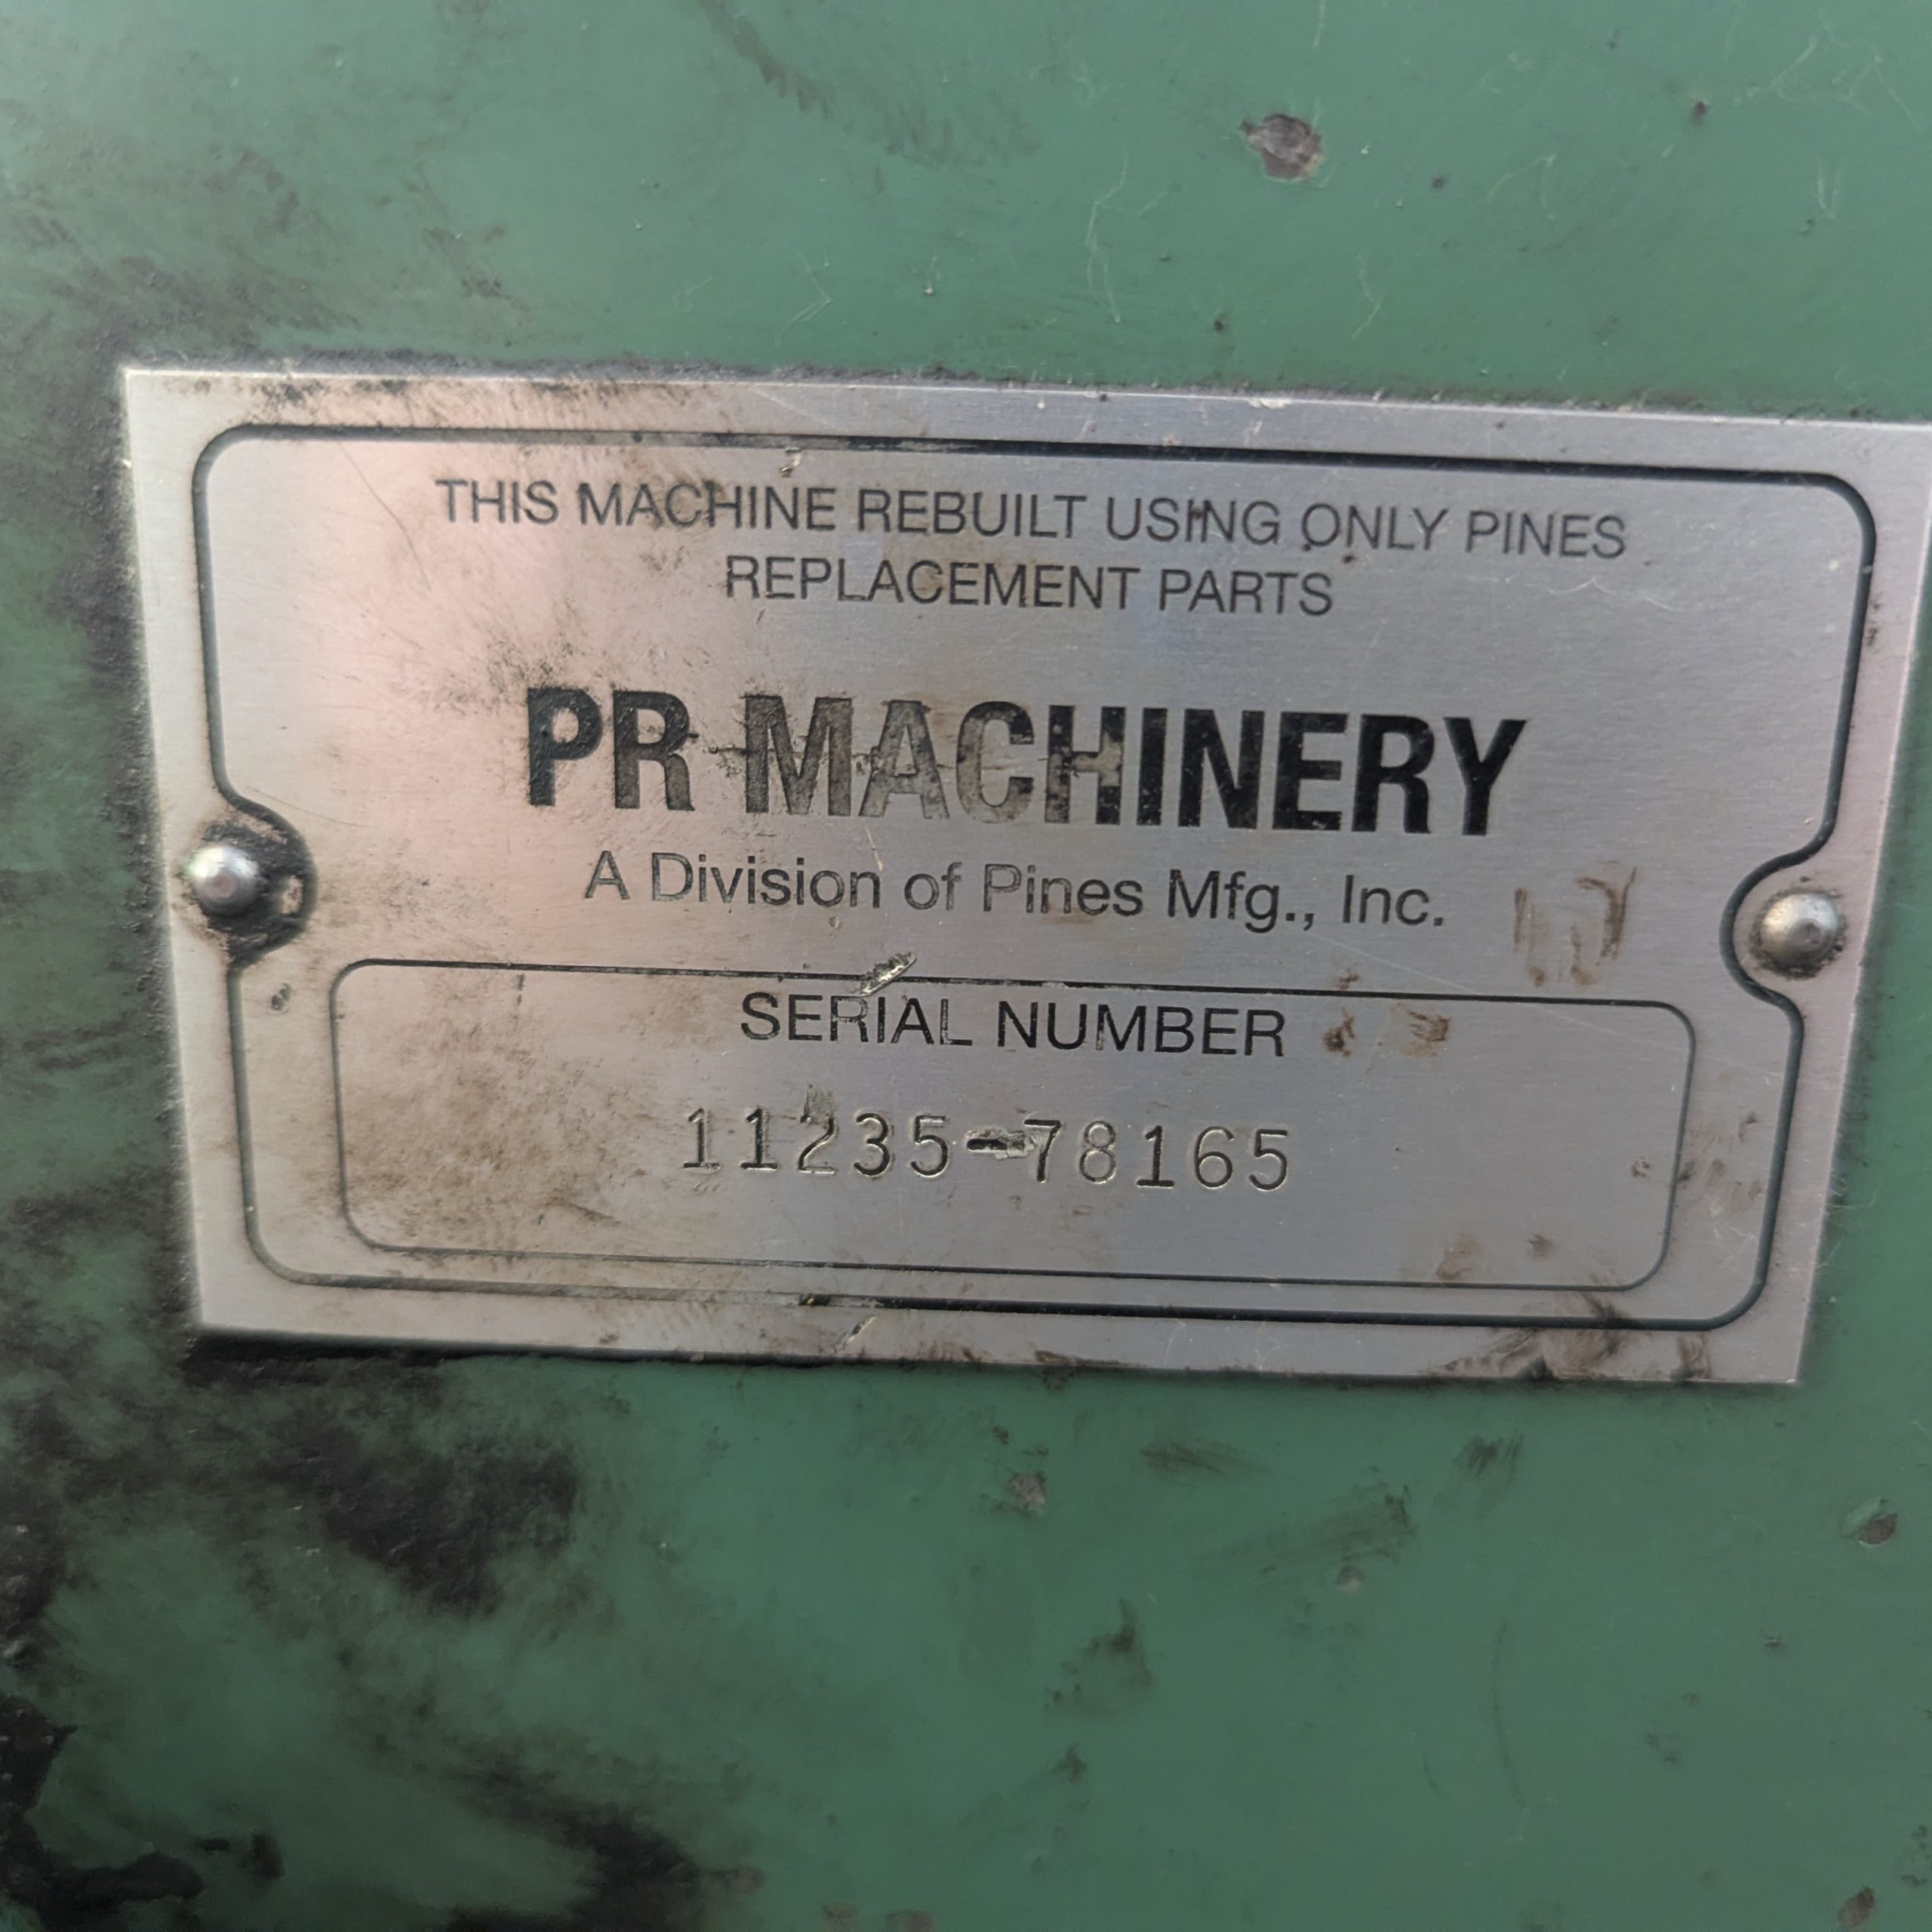 THIS MACHINE REBUILT USING ONLY PINES
REPLACEMENT PARTS
PR MACHINERY
A Division of Pines Mfg., Inc.
SERIAL NUMBER
11235-78165